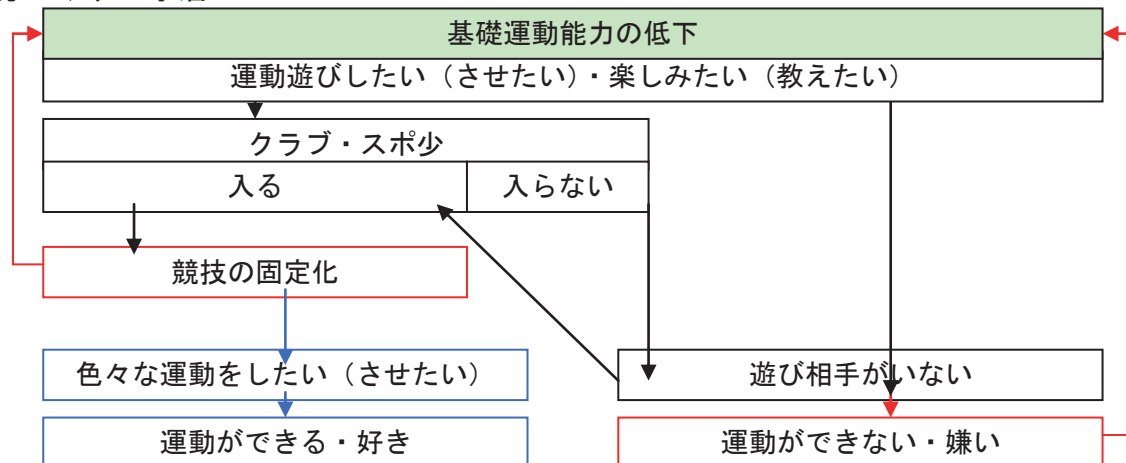 基礎運動能力の低下
運動遊びしたい（させたい）・楽しみたい（教えたい）
クラブ・スポ少
入る
入らない
競技の固定化
色々な運動をしたい（させたい）
遊び相手がいない
運動ができる・好き
運動ができない・嫌い